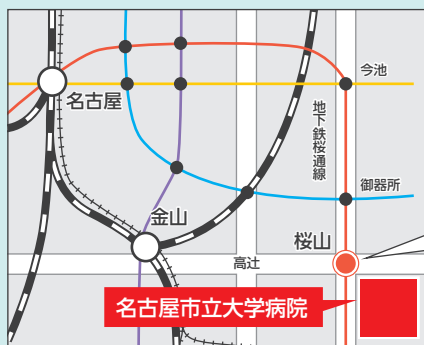 今池
名古屋
地下鉄桜通線
御器所
金山
桜山
高辻
名古屋市立大学病院